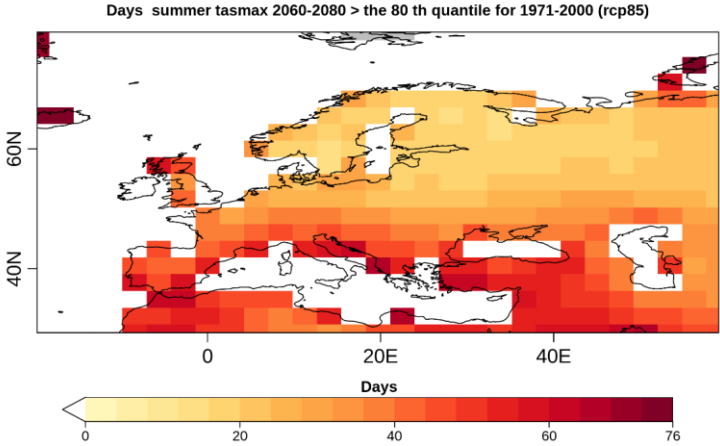 Days  summer tasmax 2060-2080 > the 80 th quantile for 1971-2000 (rcp85)
60N
40N
0 20E 40E
Days
0 20 40 60 76